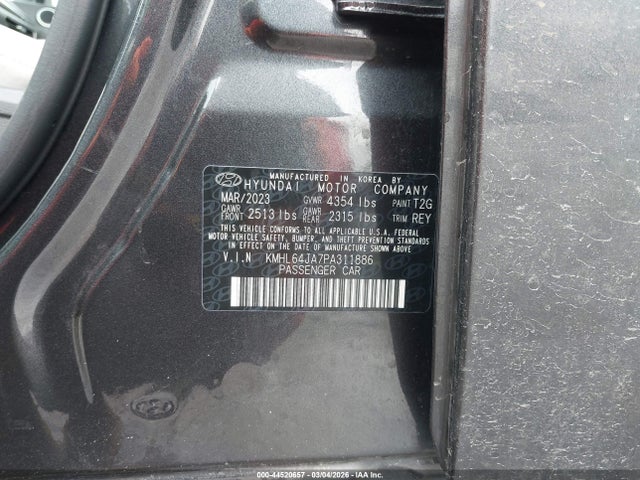 MANUFACTURED IN KOREA BY
HYUNDAI MOTOR COMPANY
MAR/2023 GVWR 4354 lbs PAINT T2G
GAWR FRONT 2513 lbs GAWR REAR 2315 lbs TRIM REY
THIS VEHICLE CONFORMS TO ALL APPLICABLE U.S.A. FEDERAL
MOTOR VEHICLE SAFETY, BUMPER, AND THEFT PREVENTION
STANDARDS IN EFFECT ON THE DATE OF MANUFACTURE SHOWN ABOVE
V.I.N KMHL64JA7PA311886
PASSENGER CAR
000-44520657 - 03/04/2026 - IAAI.COM